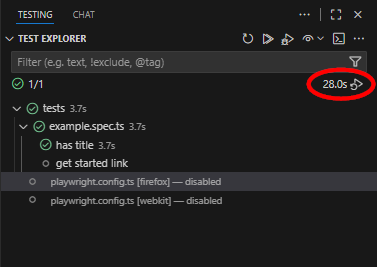 TESTING CHAT
TEST EXPLORER
Filter (e.g. text, !exclude, @tag)
1/1 28.0s
tests 3.7s
example.spec.ts 3.7s
has title 3.7s
get started link
playwright.config.ts [firefox] — disabled
playwright.config.ts [webkit] — disabled